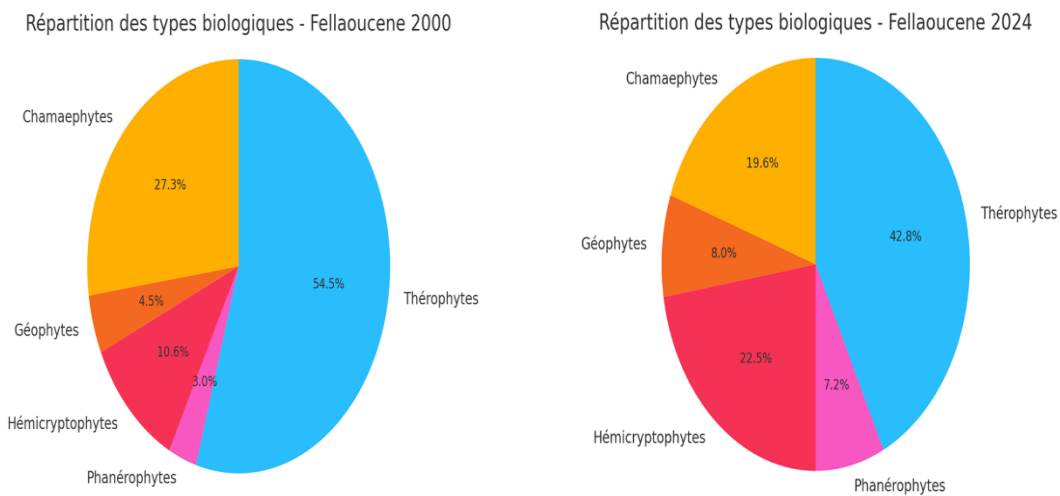 Répartition des types biologiques - Fellaoucene 2000
Chamaephytes
27.3%
54.5%
Thérophytes
4.5%
Géophytes
10.6%
3.0%
Hémicryptophytes
Phanérophytes
Répartition des types biologiques - Fellaoucene 2024
Chamaephytes
19.6%
Thérophytes
42.8%
Géophytes
8.0%
22.5%
7.2%
Hémicryptophytes
Phanérophytes